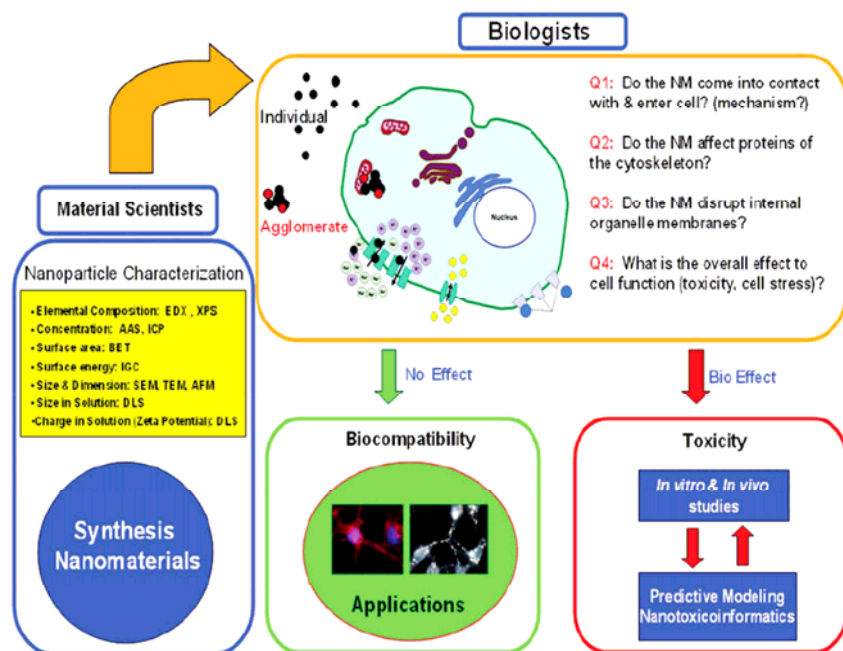 Biologists
Individual
Agglomerate
Nucleus
Q1: Do the NM come into contact
with & enter cell? (mechanism?)
Q2: Do the NM affect proteins of
the cytoskeleton?
Q3: Do the NM disrupt internal
organelle membranes?
Q4: What is the overall effect to
cell function (toxicity, cell stress)?
Material Scientists
Nanoparticle Characterization
• Elemental Composition: EDX , XPS
• Concentration: AAS, ICP
• Surface area: BET
• Surface energy: IGC
• Size & Dimension: SEM, TEM, AFM
• Size in Solution: DLS
•Charge in Solution (Zeta Potential): DLS
Synthesis
Nanomaterials
No Effect
Bio Effect
Biocompatibility
Applications
Toxicity
In vitro & In vivo
studies
Predictive Modeling
Nanotoxicoinformatics